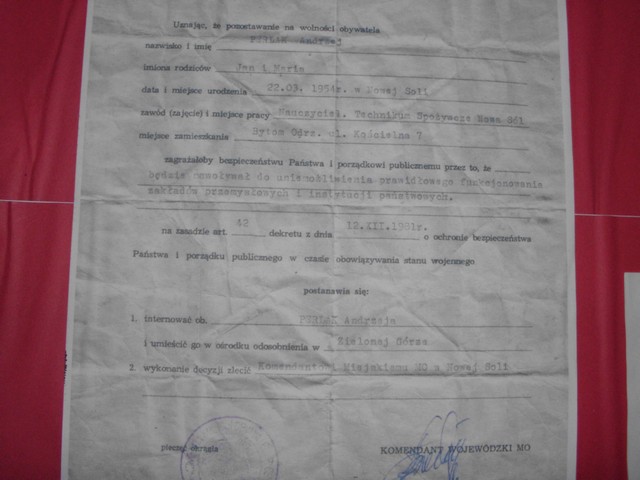 Uznając, że pozostawanie na wolności obywatela
nazwisko i imię PERLAK Andrzej
imiona rodziców Jan i Maria
data i miejsce urodzenia 22.03. 1954r. w Nowej Soli
zawód (zajęcie) i miejsce pracy Nauczyciel. Technikum Spożywcze Nowa Sól
miejsce zamieszkania Bytom Odrz. ul. Kościelna 7
zagrażałoby bezpieczeństwu Państwa i porządkowi publicznemu przez to, że
będzie nawoływać do uniemożliwienia prawidłowego funkcjonowania
zakładów przemysłowych i instytucji państwowych.
na zasadzie art. 42 dekretu z dnia 12.XII.1981r. o ochronie bezpieczeństwa
Państwa i porządku publicznego w czasie obowiązywania stanu wojennego
postanawia się:
1. internować ob. PERLAK Andrzeja
i umieścić go w ośrodku odosobnienia w Zielonej Górze
2. wykonanie decyzji zlecić Komendantowi Miejskiemu MO w Nowej Soli
pieczęć okrągła
KOMENDANT WOJEWÓDZKI MO